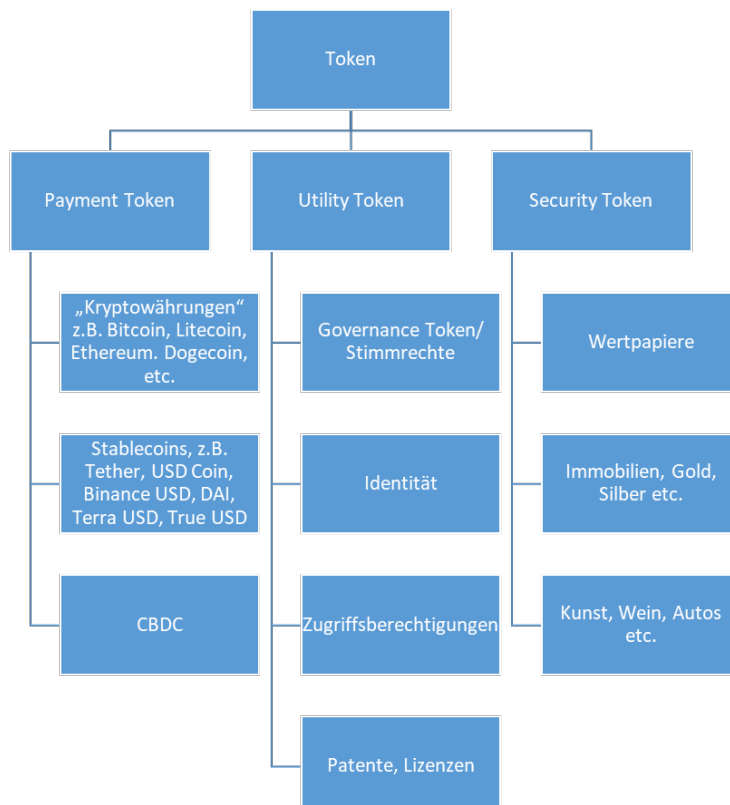 Token
Payment Token
Utility Token
Security Token
„Kryptowährungen“
z.B. Bitcoin, Litecoin,
Ethereum. Dogecoin,
etc.
Stablecoins, z.B.
Tether, USD Coin,
Binance USD, DAI,
Terra USD, True USD
CBDC
Governance Token/
Stimmrechte
Identität
Zugriffsberechtigungen
Patente, Lizenzen
Wertpapiere
Immobilien, Gold,
Silber etc.
Kunst, Wein, Autos
etc.